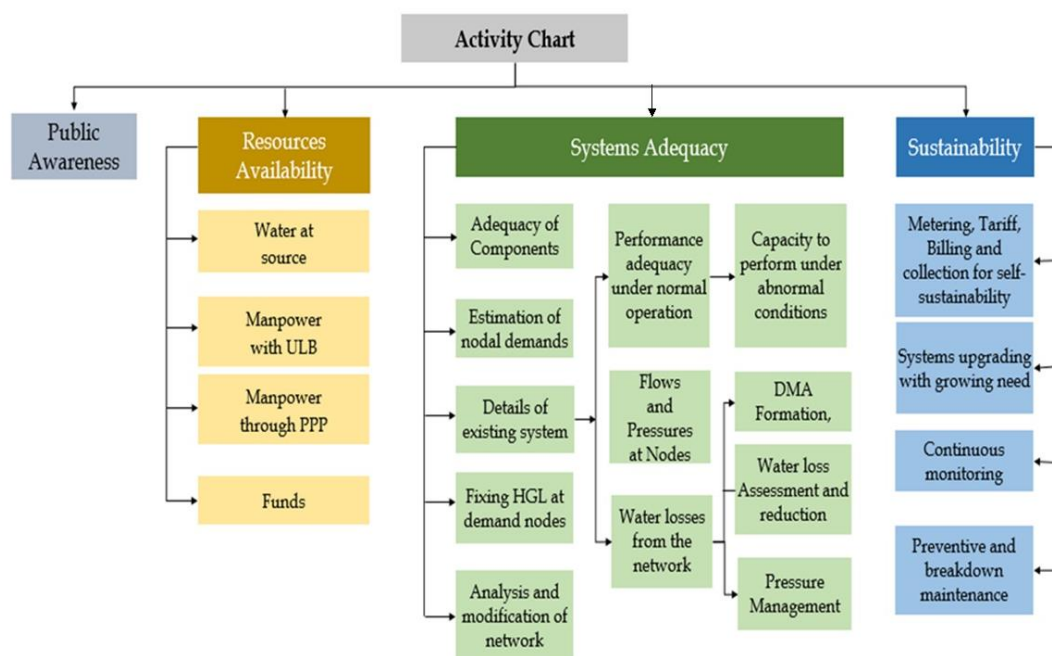 Activity Chart
Public
Awareness
Resources
Availability
Water at
source
Manpower
with ULB
Manpower
through PPP
Funds
Systems Adequacy
Adequacy of
Components
Estimation of
nodal demands
Details of
existing system
Fixing HGL at
demand nodes
Analysis and
modification of
network
Performance
adequacy
under normal
operation
Flows
and
Pressures
at Nodes
Water losses
from the
network
Capacity to
perform under
abnormal
conditions
DMA
Formation,
Water loss
Assessment and
reduction
Pressure
Management
Sustainability
Metering, Tariff,
Billing and
collection for self-
sustainability
Systems upgrading
with growing need
Continuous
monitoring
Preventive and
breakdown
maintenance